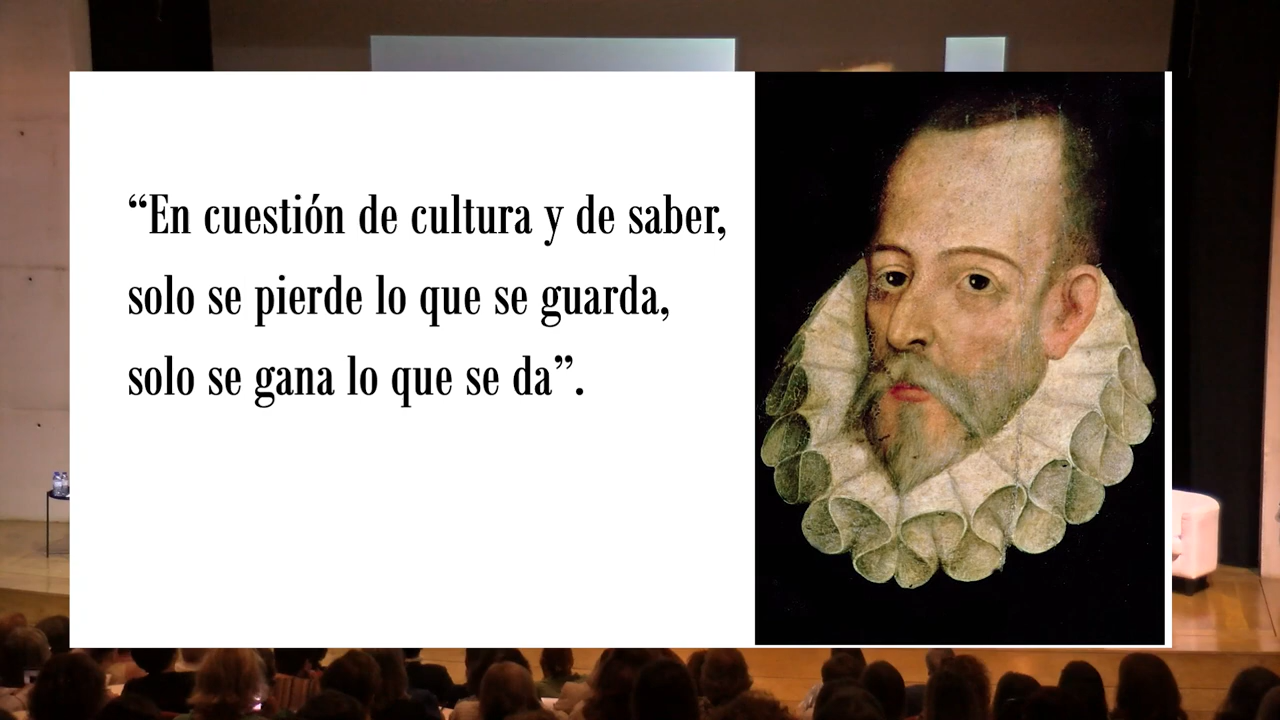 “En cuestión de cultura y de saber,
solo se pierde lo que se guarda,
solo se gana lo que se da”.